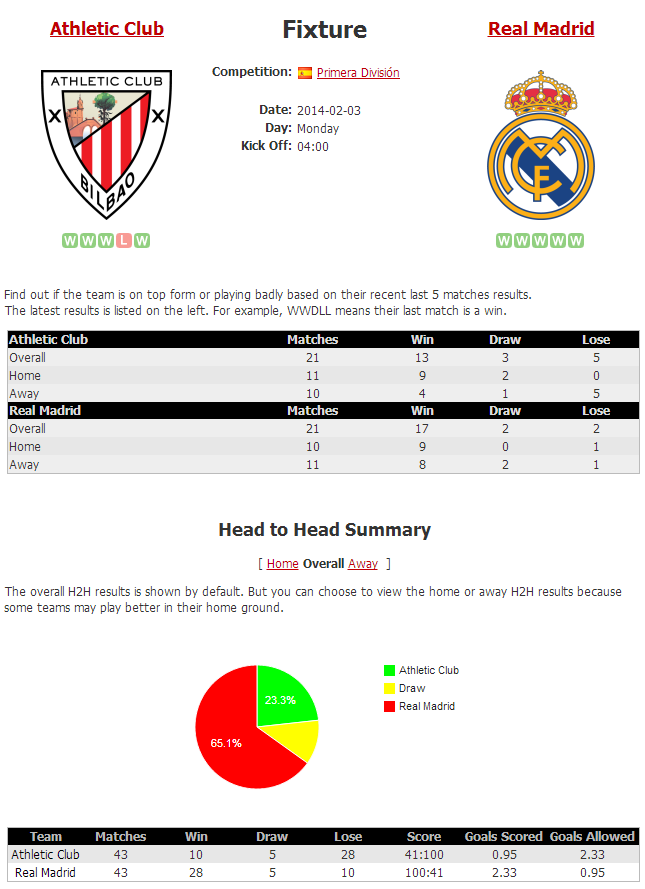 Athletic Club
Fixture
Real Madrid
Competition: Primera División
Date: 2014-02-03
Day: Monday
Kick Off: 04:00
ATHLETIC CLUB
BILBAO
W W W L W
W W W W W
Find out if the team is on top form or playing badly based on their recent last 5 matches results.
The latest results is listed on the left. For example, WWDLL means their last match is a win.
Athletic Club Matches Win Draw Lose
Overall 21 13 3 5
Home 11 9 2 0
Away 10 4 1 5
Real Madrid Matches Win Draw Lose
Overall 21 17 2 2
Home 10 9 0 1
Away 11 8 2 1
Head to Head Summary
[ Home Overall Away ]
The overall H2H results is shown by default. But you can choose to view the home or away H2H results because
some teams may play better in their home ground.
Athletic Club
Draw
Real Madrid
23.3%
65.1%
Team Matches Win Draw Lose Score Goals Scored Goals Allowed
Athletic Club 43 10 5 28 41:100 0.95 2.33
Real Madrid 43 28 5 10 100:41 2.33 0.95